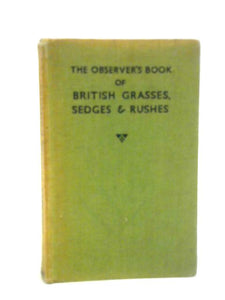 THE OBSERVER'S BOOK
OF
BRITISH GRASSES,
SEDGES & RUSHES